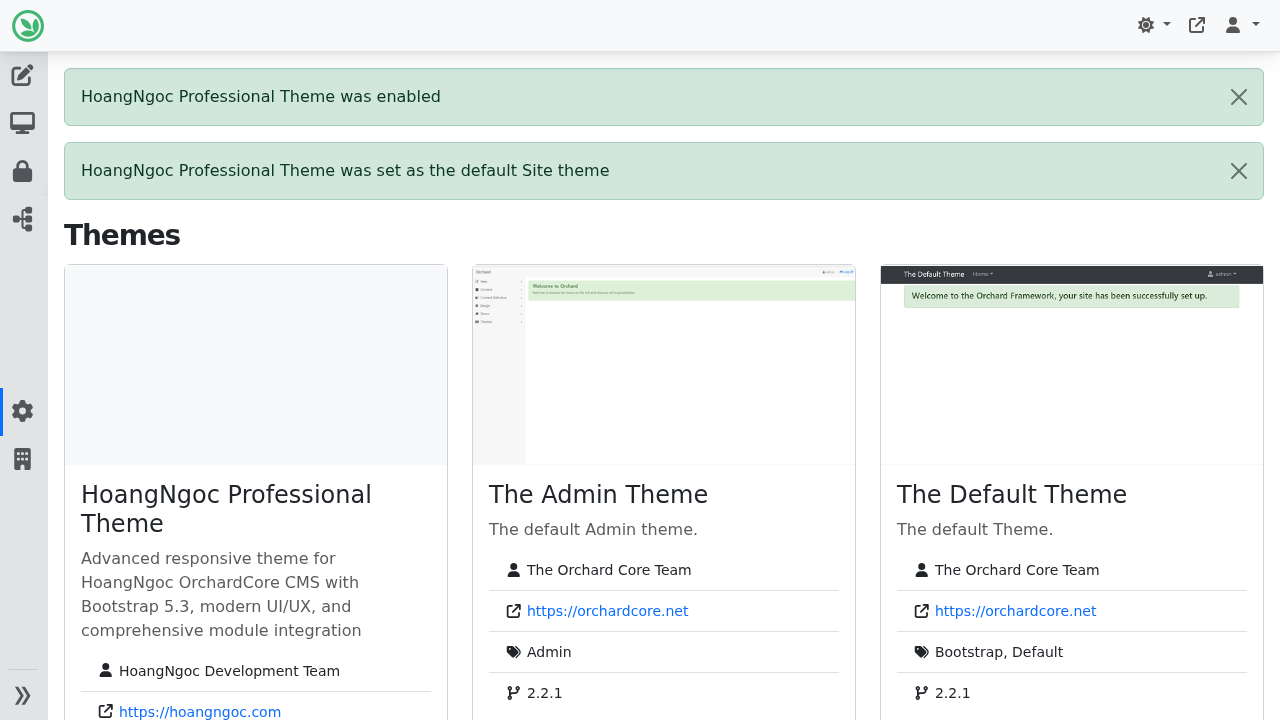 HoangNgoc Professional Theme was enabled
HoangNgoc Professional Theme was set as the default Site theme
Themes
HoangNgoc Professional
Theme
Advanced responsive theme for
HoangNgoc OrchardCore CMS with
Bootstrap 5.3, modern UI/UX, and
comprehensive module integration
HoangNgoc Development Team
https://hoangngoc.com
Orchard
Welcome to Orchard
The Admin Theme
The default Admin theme.
The Orchard Core Team
https://orchardcore.net
Admin
2.2.1
The Default Theme Home admin
Welcome to the Orchard Framework, your site has been successfully set up.
The Default Theme
The default Theme.
The Orchard Core Team
https://orchardcore.net
Bootstrap, Default
2.2.1